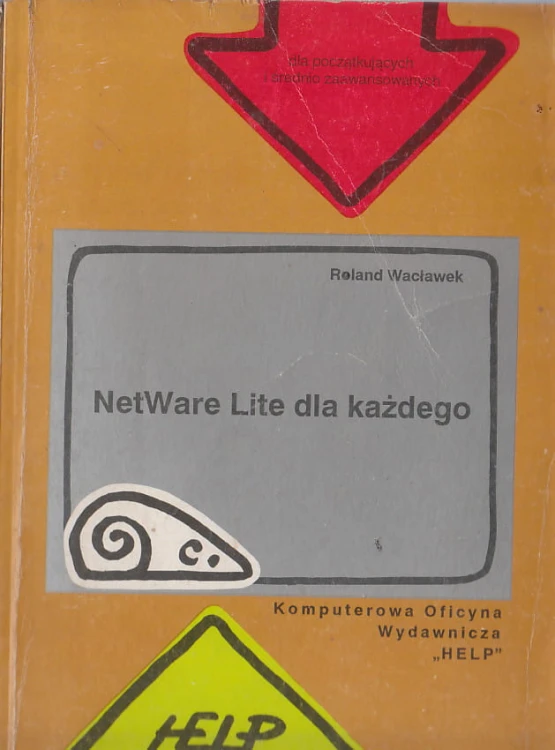 dla początkujących
i średnio zaawansowanych
Roland Wacławek
NetWare Lite dla każdego
c.
Komputerowa Oficyna
Wydawnicza
„HELP”
HELP